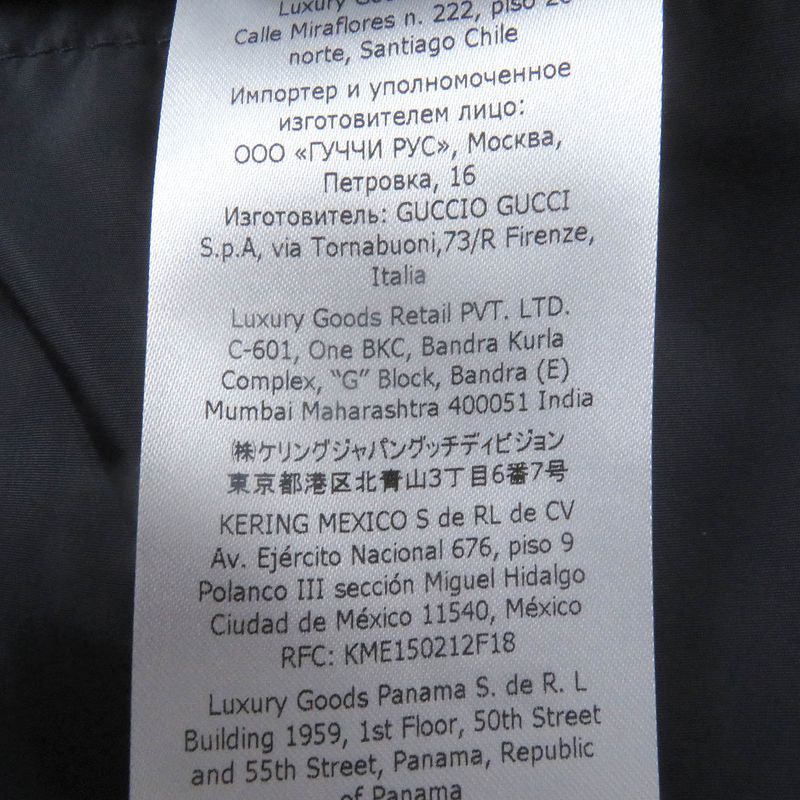 Luxury Go
Calle Miraflores n. 222, piso
norte, Santiago Chile
Импортер и уполномоченное
изготовителем лицо:
ООО «ГУЧЧИ РУС», Москва,
Петровка, 16
Изготовитель: GUCCIO GUCCI
S.p.A, via Tornabuoni,73/R Firenze,
Italia
Luxury Goods Retail PVT. LTD.
C-601, One BKC, Bandra Kurla
Complex, “G” Block, Bandra (E)
Mumbai Maharashtra 400051 India
㈱ケリングジャパングッチディビジョン
東京都港区北青山3丁目6番7号
KERING MEXICO S de RL de CV
Av. Ejército Nacional 676, piso 9
Polanco III sección Miguel Hidalgo
Ciudad de México 11540, México
RFC: KME150212F18
Luxury Goods Panama S. de R. L
Building 1959, 1st Floor, 50th Street
and 55th Street, Panama, Republic
of Panama